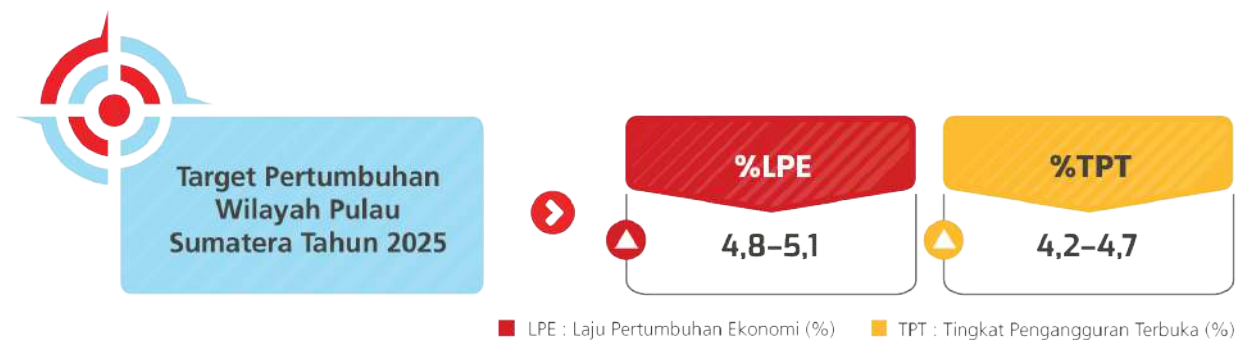 Target Pertumbuhan
Wilayah Pulau
Sumatera Tahun 2025
%LPE
4,8–5,1
%TPT
4,2–4,7
LPE : Laju Pertumbuhan Ekonomi (%)
TPT : Tingkat Pengangguran Terbuka (%)